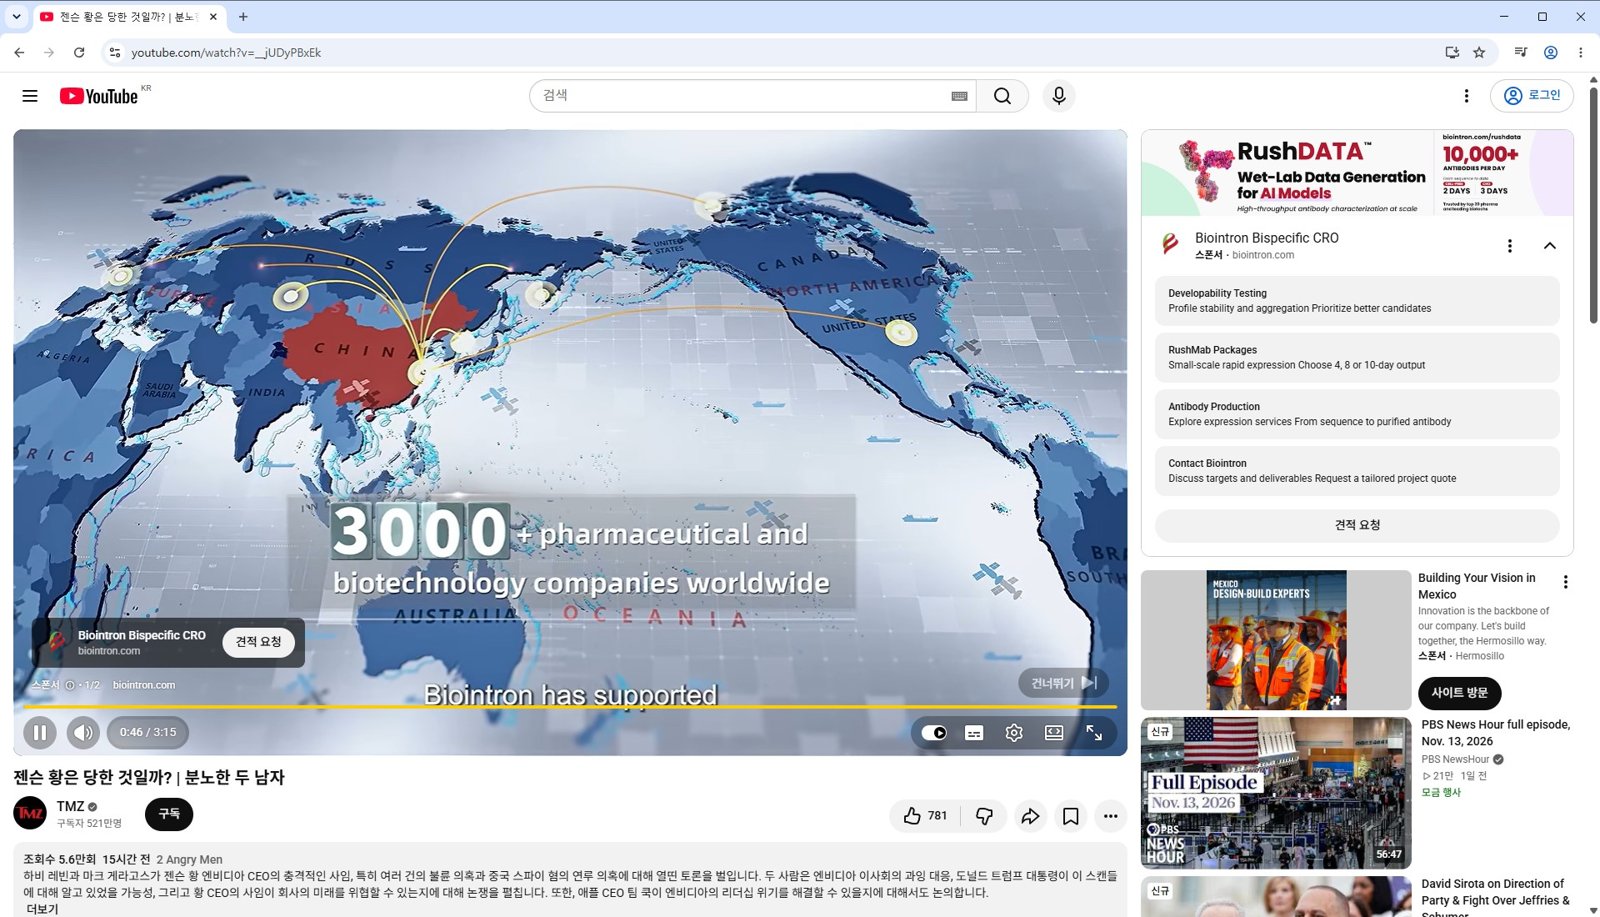 젠슨 황은 당한 것일까? | 분노한
youtube.com/watch?v=__jUDyPBxEk
YouTube KR
검색
로그인
RUSS
EUROPE
ASIA
CHINA
ALGERIA
SAUDI ARABIA
INDIA
RICA
UNITED STATES
CANADA
NORTH AMERICA
UNITED STATES
BRA
SOUTH
3000+ pharmaceutical and
biotechnology companies worldwide
AUSTRALIA OCEANIA
Biointron Bispecific CRO
biointron.com
견적 요청
스폰서 · 1/2 biointron.com
Biointron has supported
건너뛰기
0:46 / 3:15
젠슨 황은 당한 것일까? | 분노한 두 남자
TMZ
구독자 521만명
구독
781
조회수 5.6만회 15시간 전 2 Angry Men
하비 레빈과 마크 게라고스가 젠슨 황 엔비디아 CEO의 충격적인 사임, 특히 여러 건의 불륜 의혹과 중국 스파이 혐의 연루 의혹에 대해 열띤 토론을 벌입니다. 두 사람은 엔비디아 이사회의 과잉 대응, 도널드 트럼프 대통령이 이 스캔들
에 대해 알고 있었을 가능성, 그리고 황 CEO의 사임이 회사의 미래를 위협할 수 있는지에 대해 논쟁을 펼칩니다. 또한, 애플 CEO 팀 쿡이 엔비디아의 리더십 위기를 해결할 수 있을지에 대해서도 논의합니다.
더보기
RushDATA™
Wet-Lab Data Generation
for AI Models
High-throughput antibody characterization at scale
biointron.com/rushdata
10,000+
ANTIBODIES PER DAY
2 DAYS 3 DAYS
Biointron Bispecific CRO
스폰서 · biointron.com
Developability Testing
Profile stability and aggregation Prioritize better candidates
RushMab Packages
Small-scale rapid expression Choose 4, 8 or 10-day output
Antibody Production
Explore expression services From sequence to purified antibody
Contact Biointron
Discuss targets and deliverables Request a tailored project quote
견적 요청
MEXICO
DESIGN-BUILD EXPERTS
Building Your Vision in
Mexico
Innovation is the backbone of
our company. Let's build
together, the Hermosillo way.
스폰서 · Hermosillo
사이트 방문
신규
Full Episode
Nov. 13, 2026
PBS
NEWS
HOUR
56:47
PBS News Hour full episode,
Nov. 13, 2026
PBS NewsHour
21만 1일 전
모금 행사
신규
David Sirota on Direction of
Party & Fight Over Jeffries &
Schumer